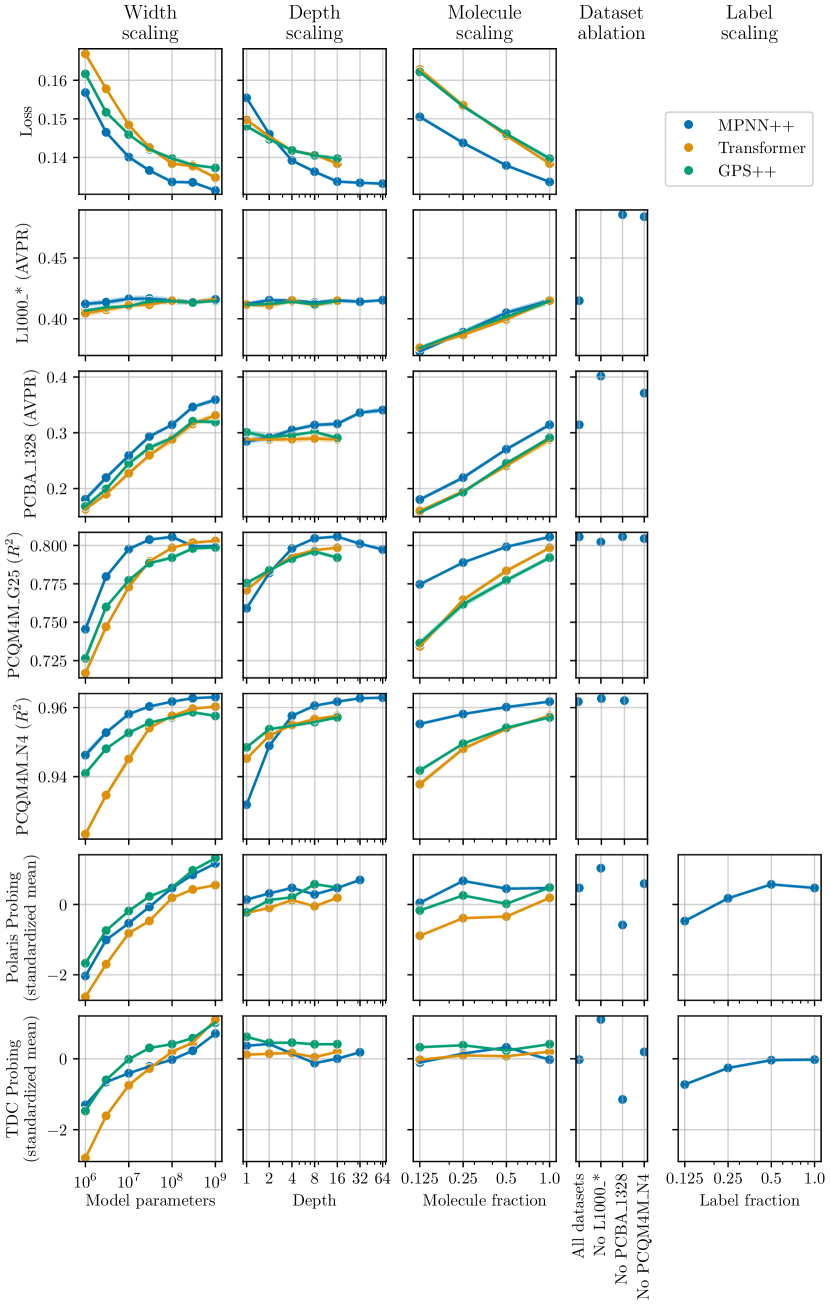 Width
scaling
Depth
scaling
Molecule
scaling
Dataset
ablation
Label
scaling
Loss
0.16
0.15
0.14
MPNN++
Transformer
GPS++
L1000_* (AVPR)
0.45
0.40
PCBA_1328 (AVPR)
0.4
0.3
0.2
PCQM4M_G25 (R²)
0.800
0.775
0.750
0.725
PCQM4M_N4 (R²)
0.96
0.94
Polaris Probing
(standardized mean)
0
−2
TDC Probing
(standardized mean)
0
−2
10⁶ 10⁷ 10⁸ 10⁹
Model parameters
1 2 4 8 16 32 64
Depth
0.125 0.25 0.5 1.0
Molecule fraction
All datasets
No L1000_*
No PCBA_1328
No PCQM4M_N4
0.125 0.25 0.5 1.0
Label fraction